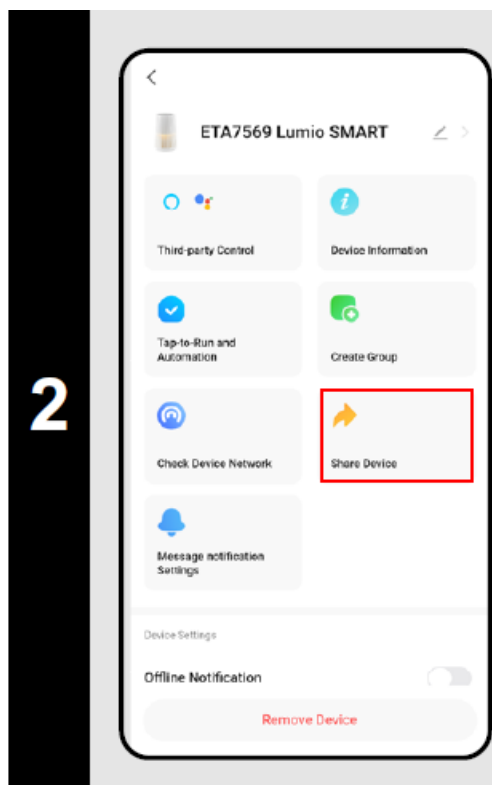 2
ETA7569 Lumio SMART
Third-party Control
Device Information
Tap-to-Run and
Automation
Create Group
Check Device Network
Share Device
Message notification
Settings
Device Settings
Offline Notification
Remove Device